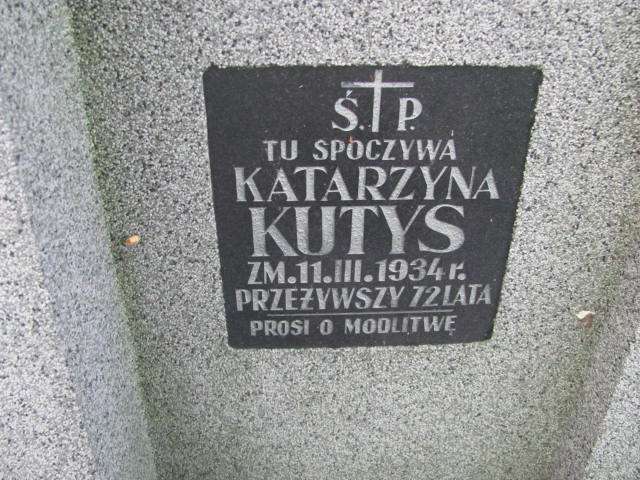 Ś.P.
TU SPOCZYWA
KATARZYNA
KUTYS
ZM.11.III.1934 r.
PRZEŻYWSZY 72 LATA
PROSI O MODLITWĘ